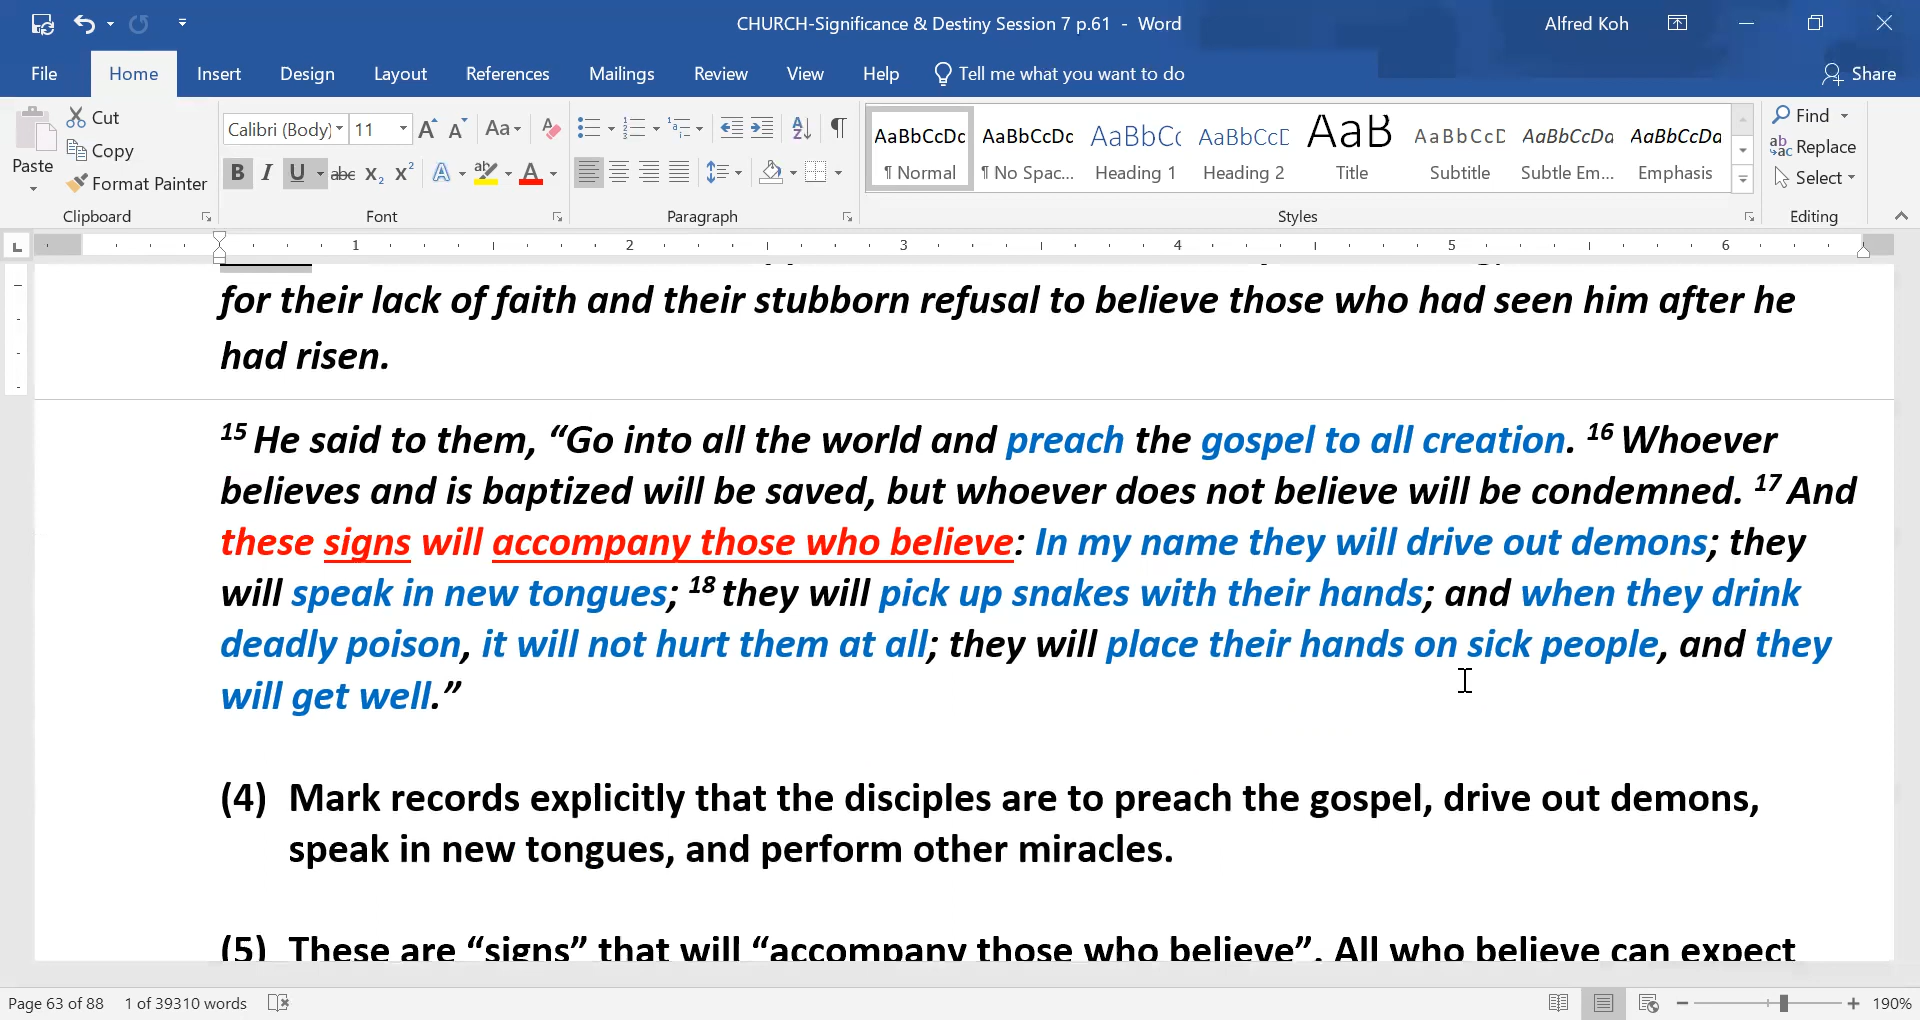 CHURCH-Significance & Destiny Session 7 p.61 - Word
Alfred Koh
File Home Insert Design Layout References Mailings Review View Help Tell me what you want to do Share
Paste
Cut
Copy
Format Painter
Clipboard
Calibri (Body) 11
Font
Paragraph
AaBbCcDc AaBbCcDc AaBbCc AaBbCcD AaB AaBbCcD AaBbCcDa AaBbCcDa
¶ Normal ¶ No Spac... Heading 1 Heading 2 Title Subtitle Subtle Em... Emphasis
Styles
Find
Replace
Select
Editing
1 2 3 4 5 6
for their lack of faith and their stubborn refusal to believe those who had seen him after he
had risen.
15 He said to them, “Go into all the world and preach the gospel to all creation. 16 Whoever
believes and is baptized will be saved, but whoever does not believe will be condemned. 17 And
these signs will accompany those who believe: In my name they will drive out demons; they
will speak in new tongues; 18 they will pick up snakes with their hands; and when they drink
deadly poison, it will not hurt them at all; they will place their hands on sick people, and they
will get well.”
(4) Mark records explicitly that the disciples are to preach the gospel, drive out demons,
speak in new tongues, and perform other miracles.
(5) These are “signs” that will “accompany those who believe”. All who believe can expect
Page 63 of 88 1 of 39310 words 190%